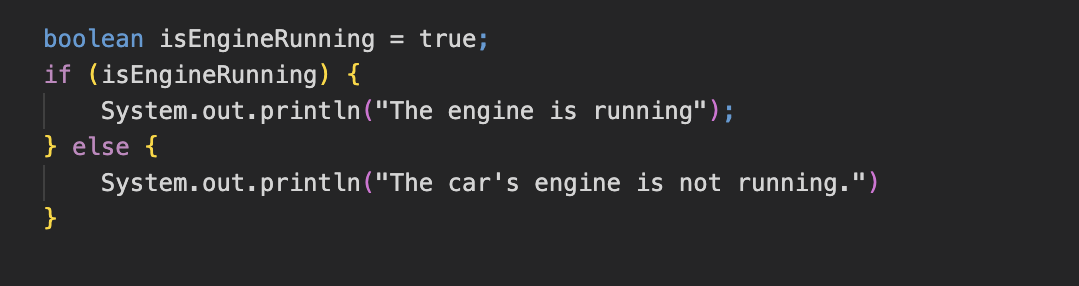 boolean isEngineRunning = true;
if (isEngineRunning) {
    System.out.println("The engine is running");
} else {
    System.out.println("The car's engine is not running.")
}